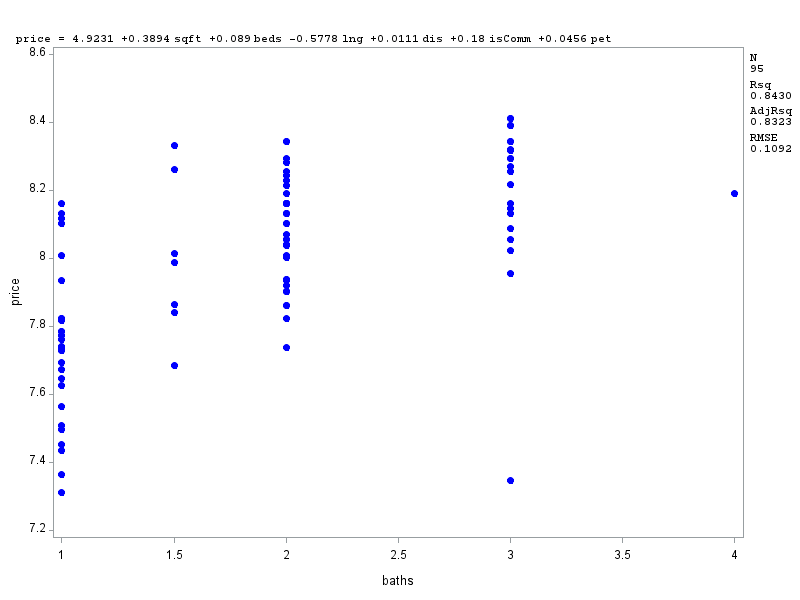 price = 4.9231 +0.3894 sqft +0.089 beds -0.5778 lng +0.0111 dis +0.18 isComm +0.0456 pet
8.6
8.4
8.2
8
7.8
7.6
7.4
7.2
price
1
1.5
2
2.5
3
3.5
4
baths
N
95
Rsq
0.8430
AdjRsq
0.8323
RMSE
0.1092